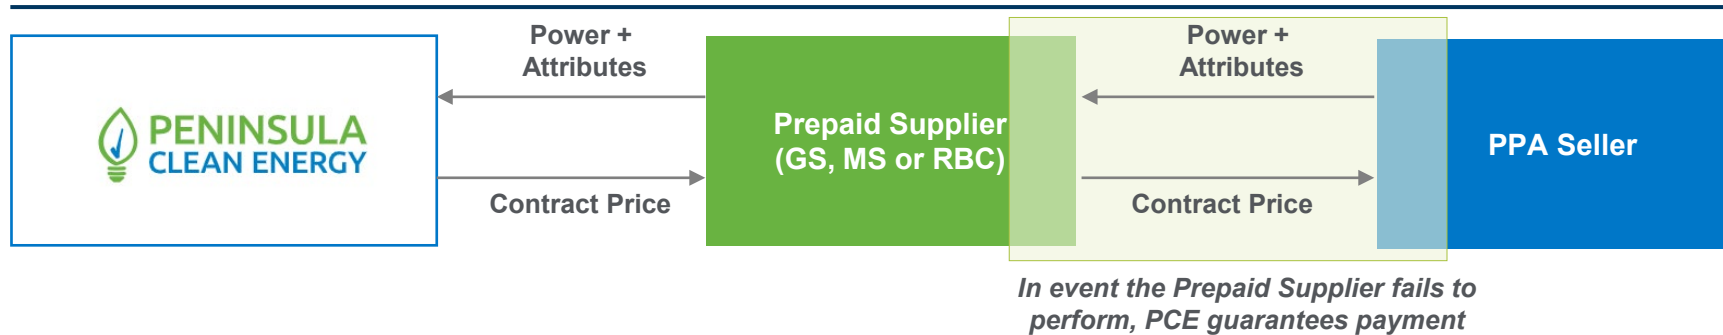 Power +
Attributes
Power +
Attributes
PENINSULA
CLEAN ENERGY
Prepaid Supplier
(GS, MS or RBC)
PPA Seller
Contract Price
Contract Price
In event the Prepaid Supplier fails to
perform, PCE guarantees payment